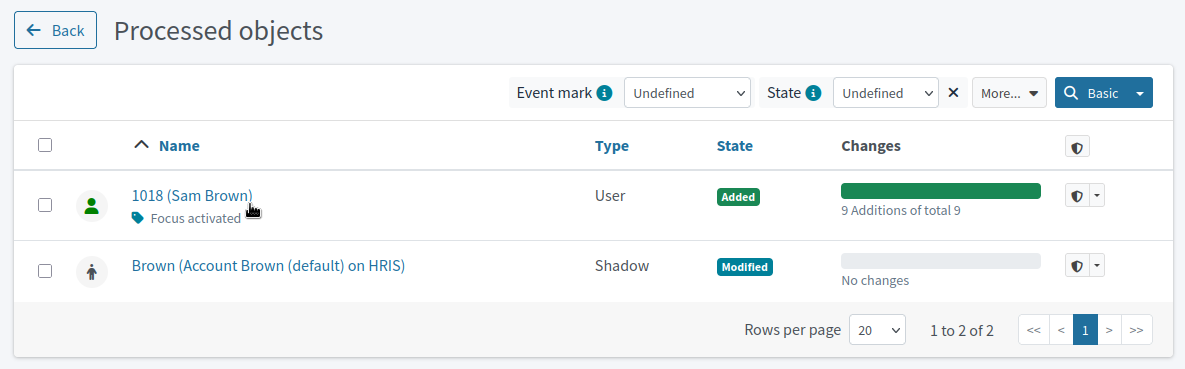 Back
Processed objects
Event mark Undefined State Undefined More... Basic
Name Type State Changes
1018 (Sam Brown) User Added
Focus activated 9 Additions of total 9
Brown (Account Brown (default) on HRIS) Shadow Modified
No changes
Rows per page 20 1 to 2 of 2 << < 1 > >>